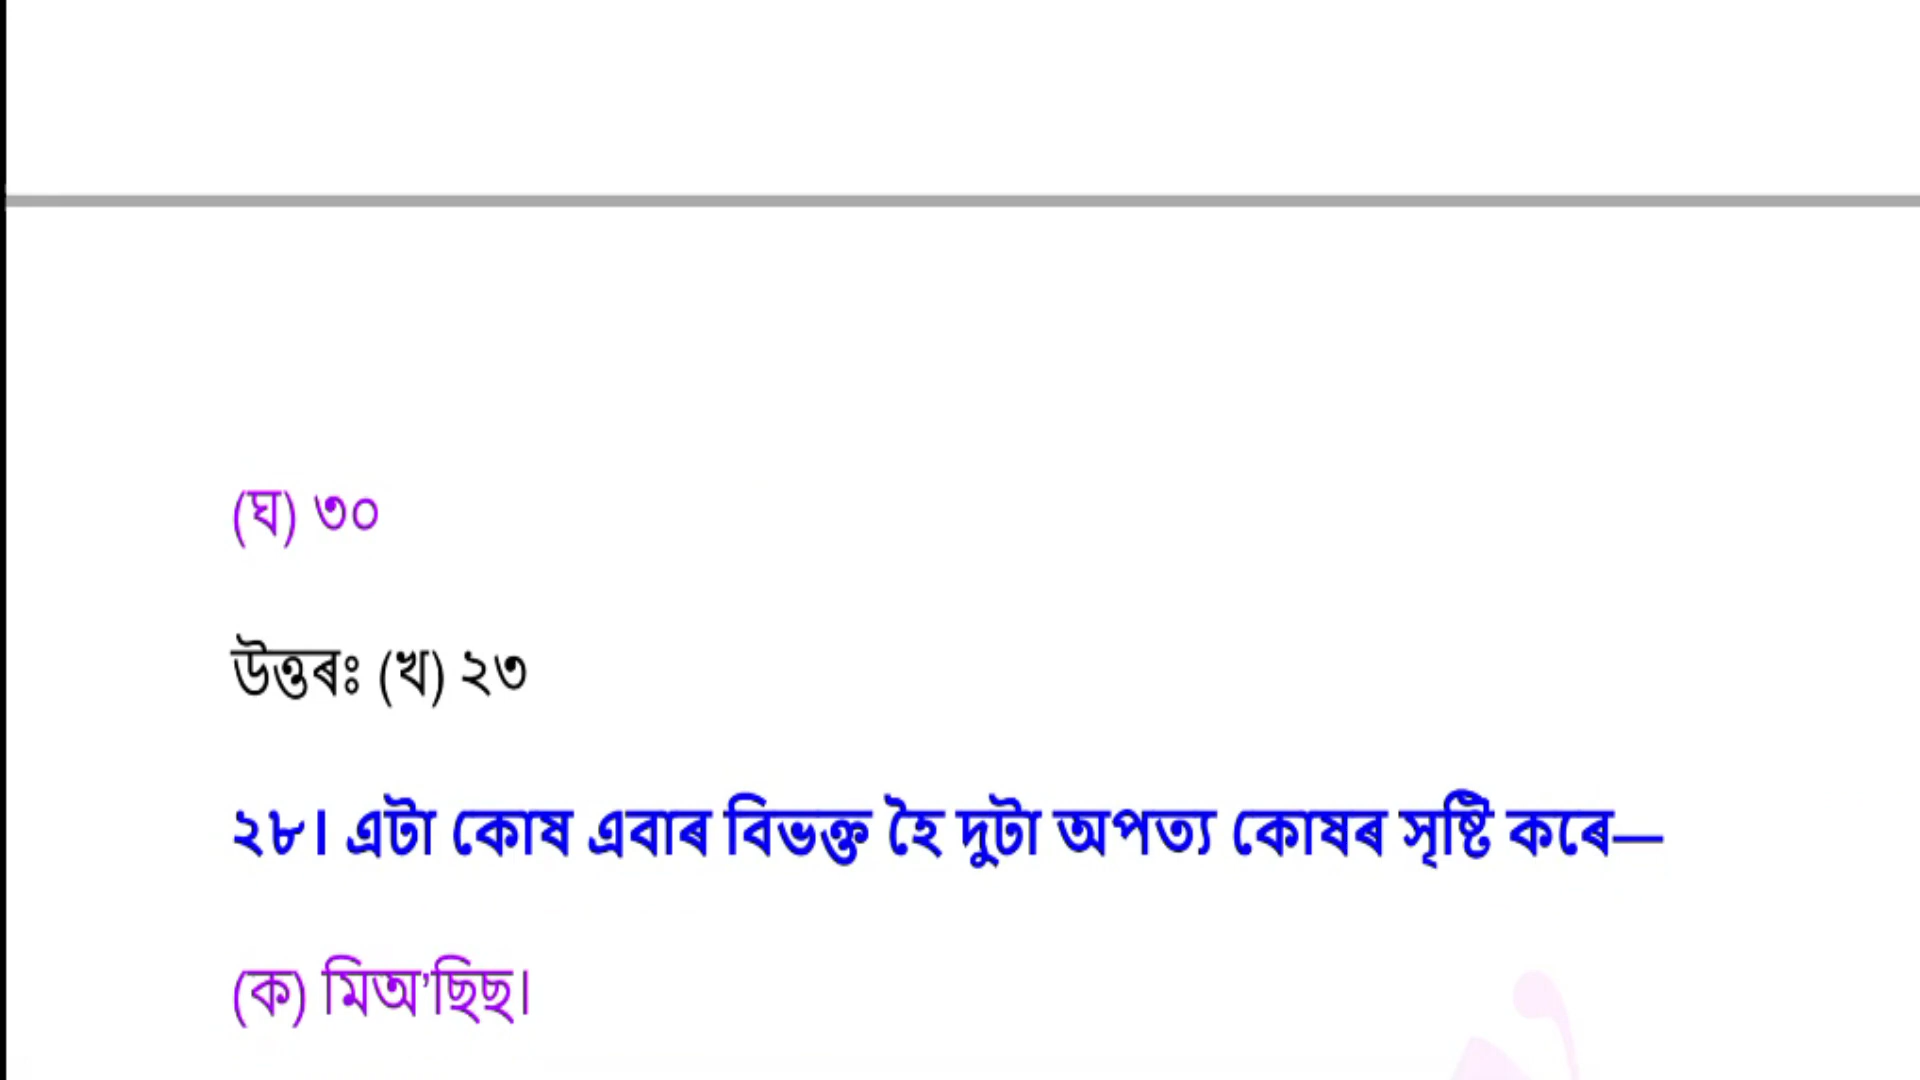 (ঘ) ৩০
উত্তৰঃ (খ) ২৩
২৮। এটা কোষ এবাৰ বিভক্ত হৈ দুটা অপত্য কোষৰ সৃষ্টি কৰে—
(ক) মিঅ’ছিছ।